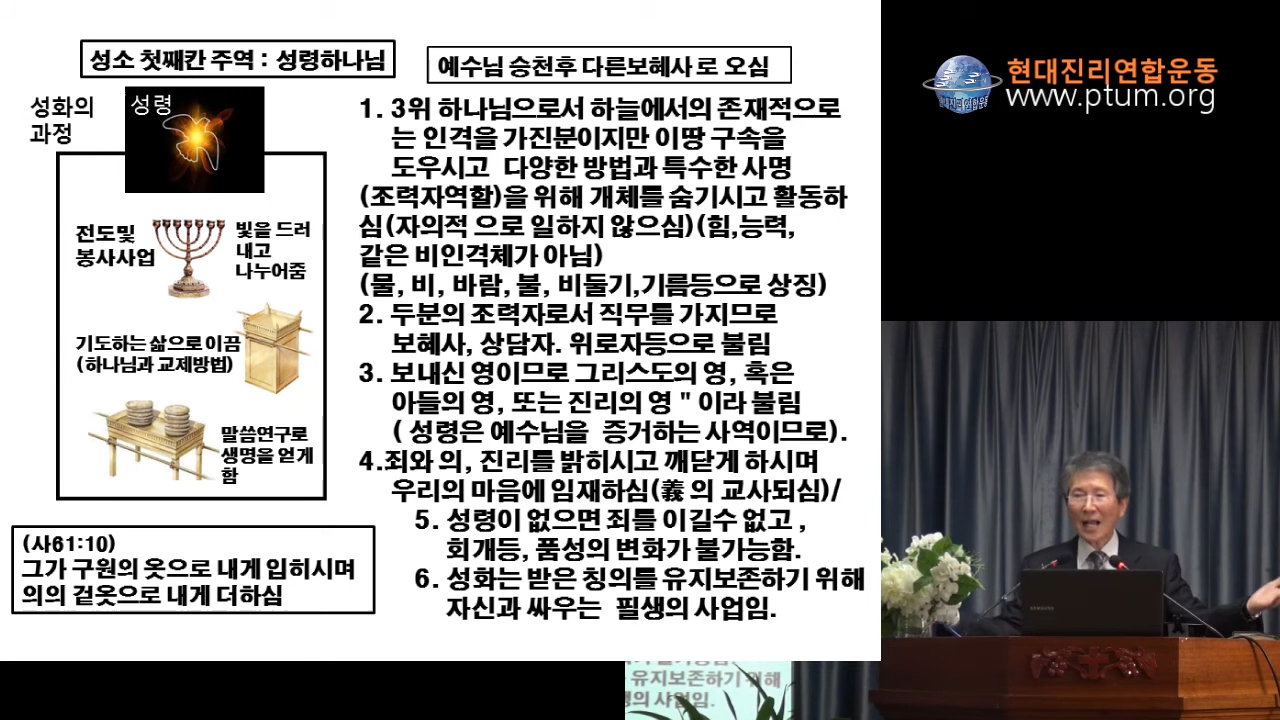 성소 첫째칸 주역 : 성령하나님
예수님 승천후 다른보혜사 로 오심
성화의
과정
성령
전도및
봉사사업
빛을 드러
내고
나누어줌
기도하는 삶으로 이끔
(하나님과 교제방법)
말씀연구로
생명을 얻게
함
(사61:10)
그가 구원의 옷으로 내게 입히시며
의의 겉옷으로 내게 더하심
1. 3위 하나님으로서 하늘에서의 존재적으로
는 인격을 가진분이지만 이땅 구속을
도우시고 다양한 방법과 특수한 사명
(조력자역할)을 위해 개체를 숨기시고 활동하
심(자의적 으로 일하지 않으심)(힘,능력,
같은 비인격체가 아님)
(물, 비, 바람, 불, 비둘기,기름등으로 상징)
2. 두분의 조력자로서 직무를 가지므로
보혜사, 상담자. 위로자등으로 불림
3. 보내신 영이므로 그리스도의 영, 혹은
아들의 영, 또는 진리의 영 " 이라 불림
( 성령은 예수님을 증거하는 사역이므로).
4.죄와 의, 진리를 밝히시고 깨닫게 하시며
우리의 마음에 임재하심(義 의 교사되심)/
5. 성령이 없으면 죄를 이길수 없고 ,
회개등, 품성의 변화가 불가능함.
6. 성화는 받은 칭의를 유지보존하기 위해
자신과 싸우는 필생의 사업임.
현대진리연합운동
www.ptum.org
현대진리연합운동
SAMSUNG
유지보존하기 위해
생의 사업임.